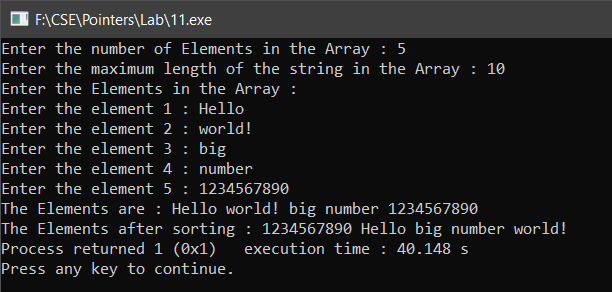 F:\CSE\Pointers\Lab\11.exe
Enter the number of Elements in the Array : 5
Enter the maximum length of the string in the Array : 10
Enter the Elements in the Array :
Enter the element 1 : Hello
Enter the element 2 : world!
Enter the element 3 : big
Enter the element 4 : number
Enter the element 5 : 1234567890
The Elements are : Hello world! big number 1234567890
The Elements after sorting : 1234567890 Hello big number world!
Process returned 1 (0x1)   execution time : 40.148 s
Press any key to continue.